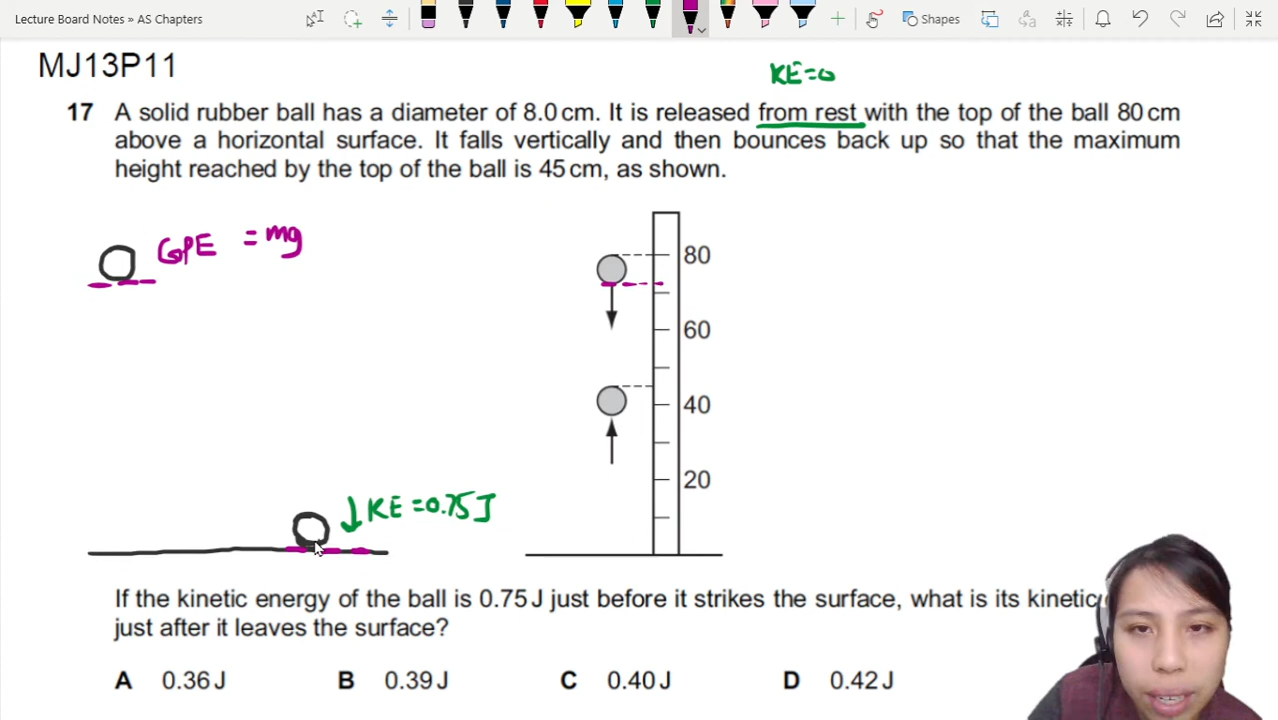 Lecture Board Notes » AS Chapters
Shapes
MJ13P11
KE=0
17 A solid rubber ball has a diameter of 8.0 cm. It is released from rest with the top of the ball 80 cm
above a horizontal surface. It falls vertically and then bounces back up so that the maximum
height reached by the top of the ball is 45 cm, as shown.
GPE = mg
80
60
40
20
↓KE=0.75J
If the kinetic energy of the ball is 0.75 J just before it strikes the surface, what is its kinetic
just after it leaves the surface?
A 0.36 J B 0.39 J C 0.40 J D 0.42 J